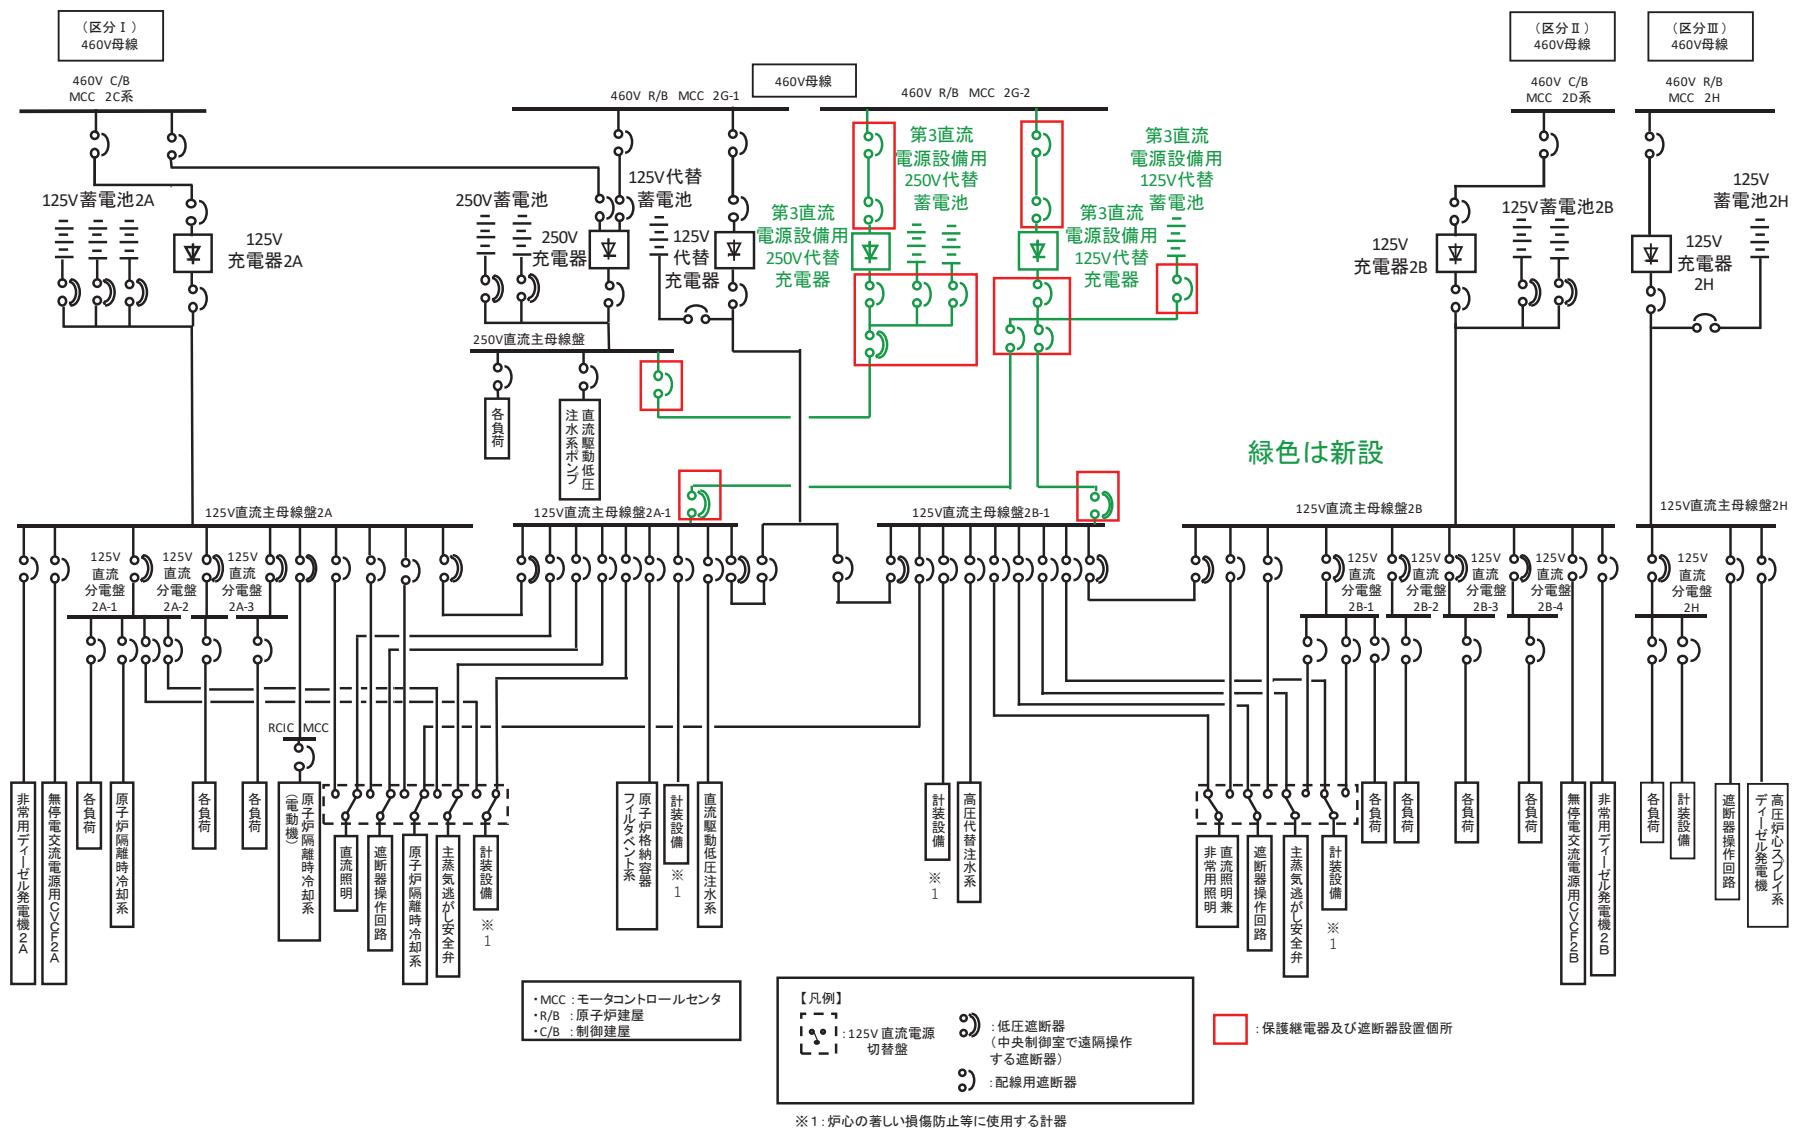 （区分Ⅰ）
460V母線
460V C/B
MCC 2C系
460V母線
460V R/B MCC 2G-1
460V R/B MCC 2G-2
（区分Ⅱ）
460V母線
460V C/B
MCC 2D系
（区分Ⅲ）
460V母線
460V R/B
MCC 2H
125V蓄電池2A
125V
充電器2A
250V蓄電池
250V
充電器
125V代替
蓄電池
125V
代替
充電器
第3直流
電源設備用
250V代替
充電器
第3直流
電源設備用
250V代替
蓄電池
第3直流
電源設備用
125V代替
充電器
第3直流
電源設備用
125V代替
蓄電池
125V
充電器2B
125V蓄電池2B
125V
充電器
2H
125V
蓄電池2H
250V直流主母線盤
各負荷
直流駆動低圧
注水系ポンプ
緑色は新設
125V直流主母線盤2A
125V直流主母線盤2A-1
125V直流主母線盤2B-1
125V直流主母線盤2B
125V直流主母線盤2H
125V
直流
分電盤
2A-1
125V
直流
分電盤
2A-2
125V
直流
分電盤
2A-3
125V
直流
分電盤
2B-1
125V
直流
分電盤
2B-2
125V
直流
分電盤
2B-3
125V
直流
分電盤
2B-4
125V
直流
分電盤
2H
RCIC MCC
非常用ディーゼル発電機2A
無停電交流電源用CVCF2A
各負荷
原子炉隔離時冷却系
各負荷
各負荷
原子炉隔離時冷却系
（電動機）
直流照明
遮断器操作回路
原子炉隔離時冷却系
主蒸気逃がし安全弁
計装設備
※1
原子炉格納容器
フィルタベント系
計装設備
※1
直流駆動低圧注水系
計装設備
※1
高圧代替注水系
直流照明兼
非常用照明
遮断器操作回路
主蒸気逃がし安全弁
計装設備
※1
各負荷
各負荷
各負荷
各負荷
無停電交流電源用CVCF2B
非常用ディーゼル発電機2B
各負荷
計装設備
遮断器操作回路
高圧炉心スプレイ系
ディーゼル発電機
・MCC：モータコントロールセンタ
・R/B ：原子炉建屋
・C/B ：制御建屋
【凡例】
：125V 直流電源
切替盤
：低圧遮断器
（中央制御室で遠隔操作
する遮断器）
：配線用遮断器
：保護継電器及び遮断器設置個所
※1：炉心の著しい損傷防止等に使用する計器